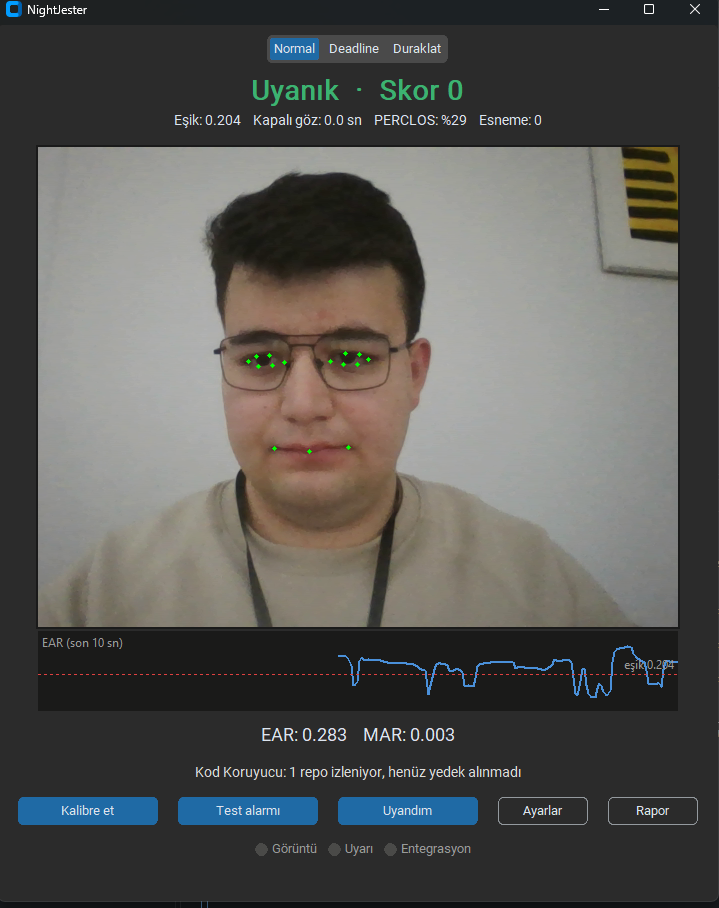 NightJester
Normal Deadline Duraklat
Uyanık · Skor 0
Eşik: 0.204 Kapalı göz: 0.0 sn PERCLOS: %29 Esneme: 0
EAR (son 10 sn)
eşik 0.204
EAR: 0.283 MAR: 0.003
Kod Koruyucu: 1 repo izleniyor, henüz yedek alınmadı
Kalibre et Test alarmı Uyandım Ayarlar Rapor
Görüntü Uyarı Entegrasyon